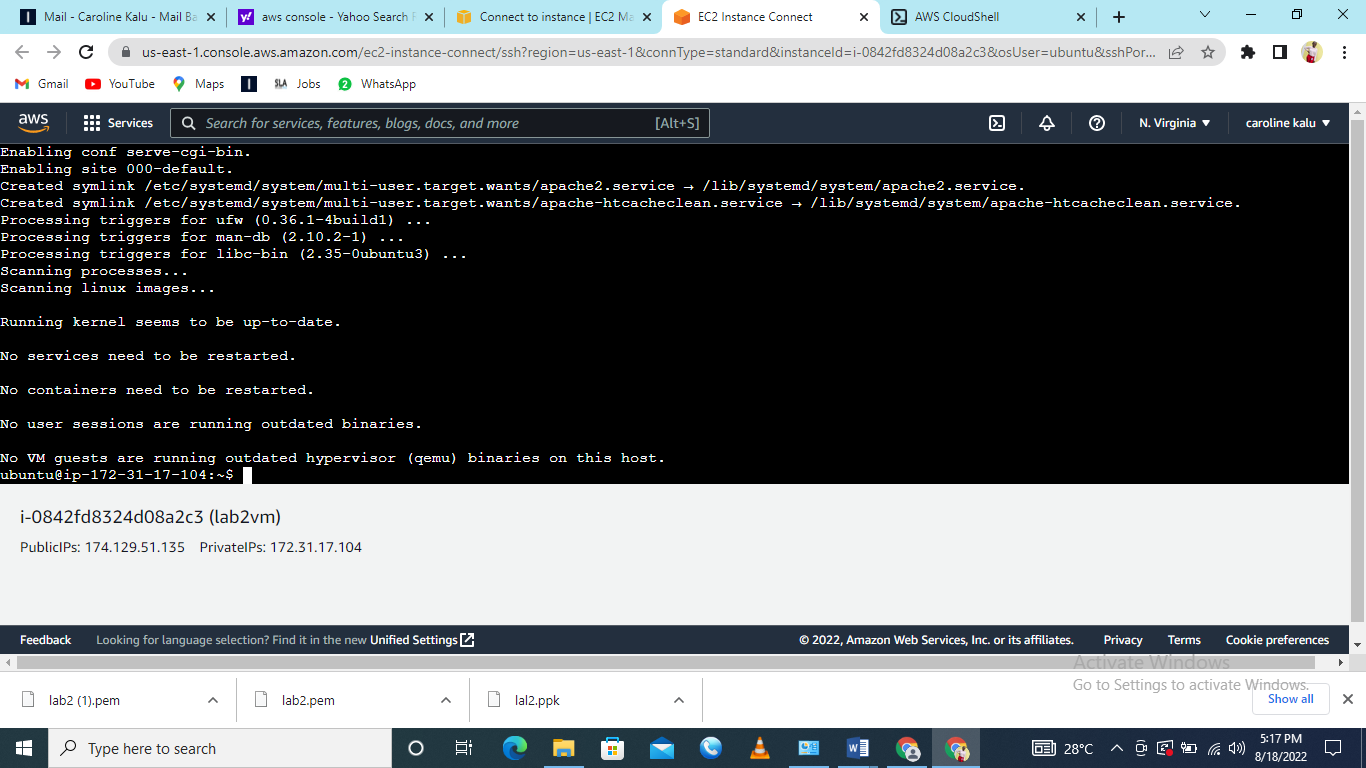 Mail - Caroline Kalu - Mail Ba
aws console - Yahoo Search R
Connect to instance | EC2 Ma
EC2 Instance Connect
AWS CloudShell
us-east-1.console.aws.amazon.com/ec2-instance-connect/ssh?region=us-east-1&connType=standard&instanceId=i-0842fd8324d08a2c3&osUser=ubuntu&sshPor...
Gmail YouTube Maps SLA Jobs 2 WhatsApp
aws Services Search for services, features, blogs, docs, and more [Alt+S] N. Virginia caroline kalu
Enabling conf serve-cgi-bin.
Enabling site 000-default.
Created symlink /etc/systemd/system/multi-user.target.wants/apache2.service → /lib/systemd/system/apache2.service.
Created symlink /etc/systemd/system/multi-user.target.wants/apache-htcacheclean.service → /lib/systemd/system/apache-htcacheclean.service.
Processing triggers for ufw (0.36.1-4build1) ...
Processing triggers for man-db (2.10.2-1) ...
Processing triggers for libc-bin (2.35-0ubuntu3) ...
Scanning processes...
Scanning linux images...
Running kernel seems to be up-to-date.
No services need to be restarted.
No containers need to be restarted.
No user sessions are running outdated binaries.
No VM guests are running outdated hypervisor (qemu) binaries on this host.
ubuntu@ip-172-31-17-104:~$
i-0842fd8324d08a2c3 (lab2vm)
PublicIPs: 174.129.51.135 PrivateIPs: 172.31.17.104
Feedback Looking for language selection? Find it in the new Unified Settings © 2022, Amazon Web Services, Inc. or its affiliates. Privacy Terms Cookie preferences
Activate Windows
Go to Settings to activate Windows.
lab2 (1).pem lab2.pem lal2.ppk Show all
Type here to search 28°C 5:17 PM
8/18/2022